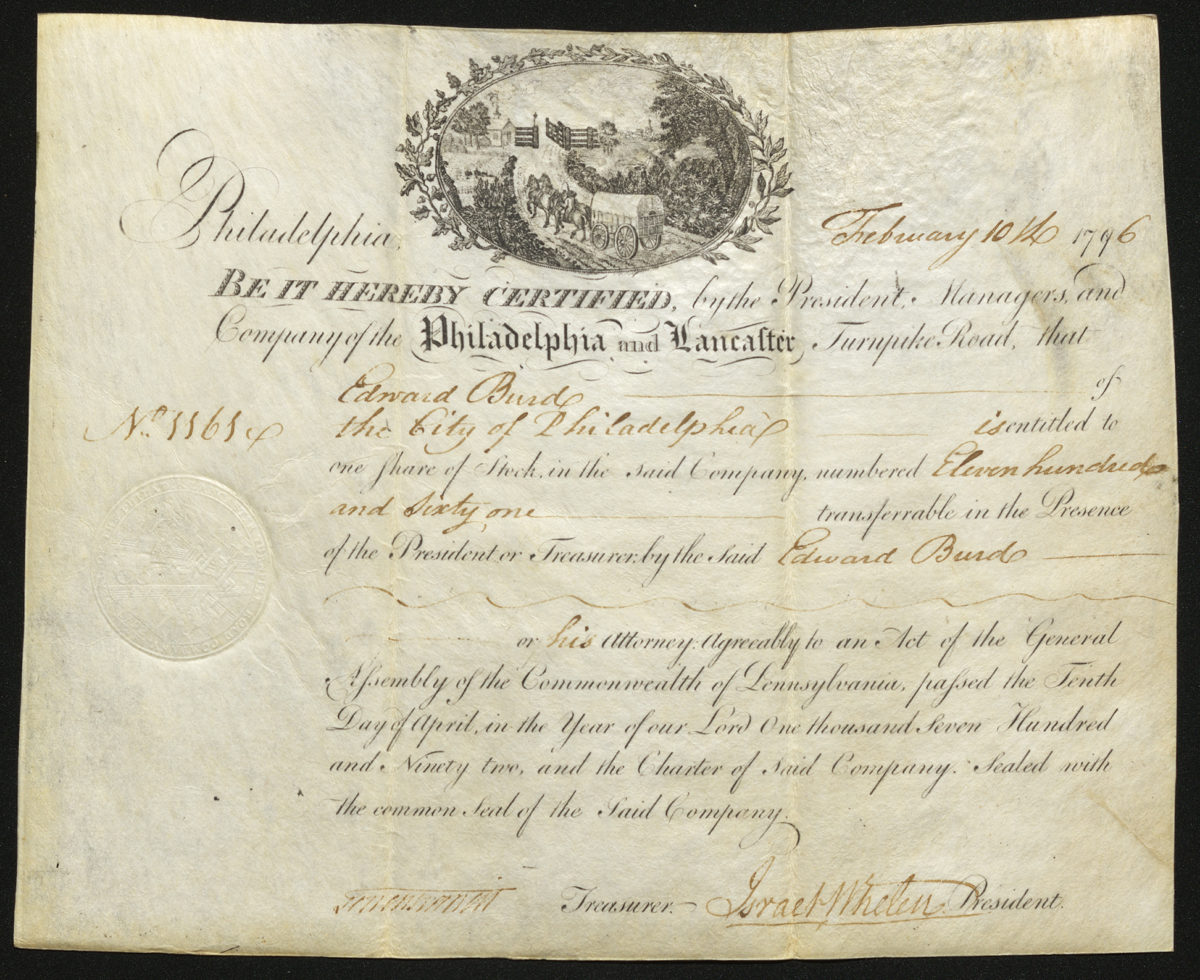 Philadelphia, February 10th 1796
BE IT HEREBY CERTIFIED, by the President, Managers, and
Company of the Philadelphia and Lancaster Turnpike Road, that
Edward Burd of
No. 1161 the City of Philadelphia is entitled to
one share of Stock, in the said Company, numbered Eleven hundred
and sixty one transferrable in the Presence
of the President or Treasurer, by the said Edward Burd
or his Attorney: Agreeably to an Act of the General
Assembly of the Commonwealth of Pennsylvania, passed the Tenth
Day of April, in the Year of our Lord One thousand Seven Hundred
and Ninety two, and the Charter of said Company. Sealed with
the common Seal of the Said Company.
Treasurer. Israel Whelen President.